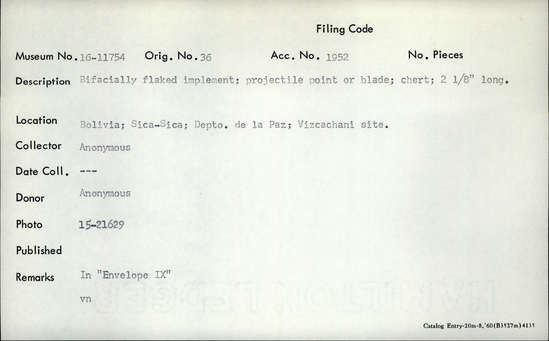 Filing Code
Museum No. 16-11754 Orig. No. 36 Acc. No. 1952 No. Pieces
Description Bifacially flaked implement; projectile point or blade; chert; 2 1/8" long.
Location Bolivia; Sica-Sica; Depto. de la Paz; Vizcachani site.
Collector Anonymous
Date Coll. ---
Donor Anonymous
Photo 15-21629
Published
Remarks In "Envelope IX"
vn
Catalog Entry-20m-8,'60(B3537m)4135